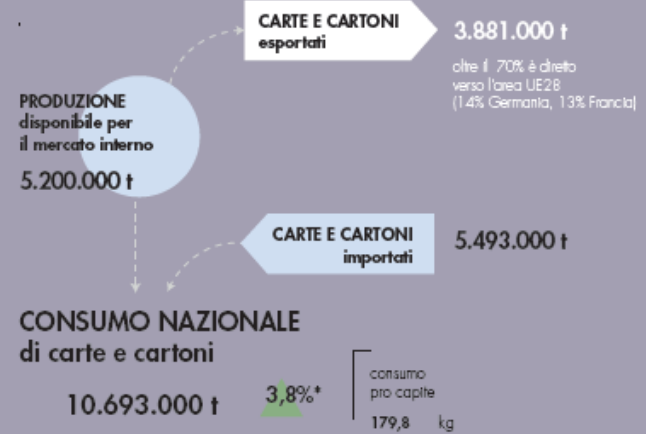 CARTE E CARTONI
esportati
3.881.000 t
oltre il 70% è diretto
verso l'area UE28
(14% Germania, 13% Francia)
PRODUZIONE
disponibile per
il mercato interno
5.200.000 t
CARTE E CARTONI
importati
5.493.000 t
CONSUMO NAZIONALE
di carte e cartoni
10.693.000 t
3,8%*
consumo
pro capite
179,8 kg